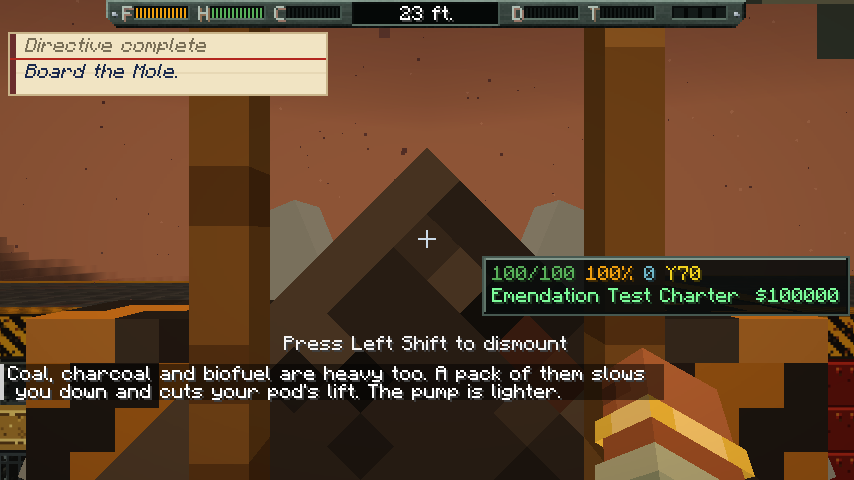 F H C 23 ft. D T
Directive complete
Board the Mole.
100/100 100% 0 Y70
Emendation Test Charter $100000
Press Left Shift to dismount
Coal, charcoal and biofuel are heavy too. A pack of them slows
you down and cuts your pod's lift. The pump is lighter.